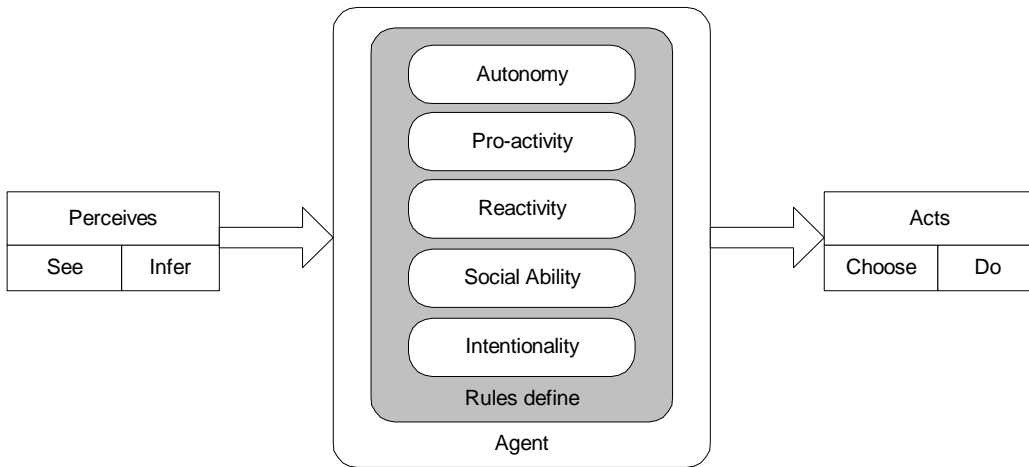 Autonomy
Pro-activity
Perceives
See Infer
Reactivity
Social Ability
Intentionality
Rules define
Agent
Acts
Choose Do